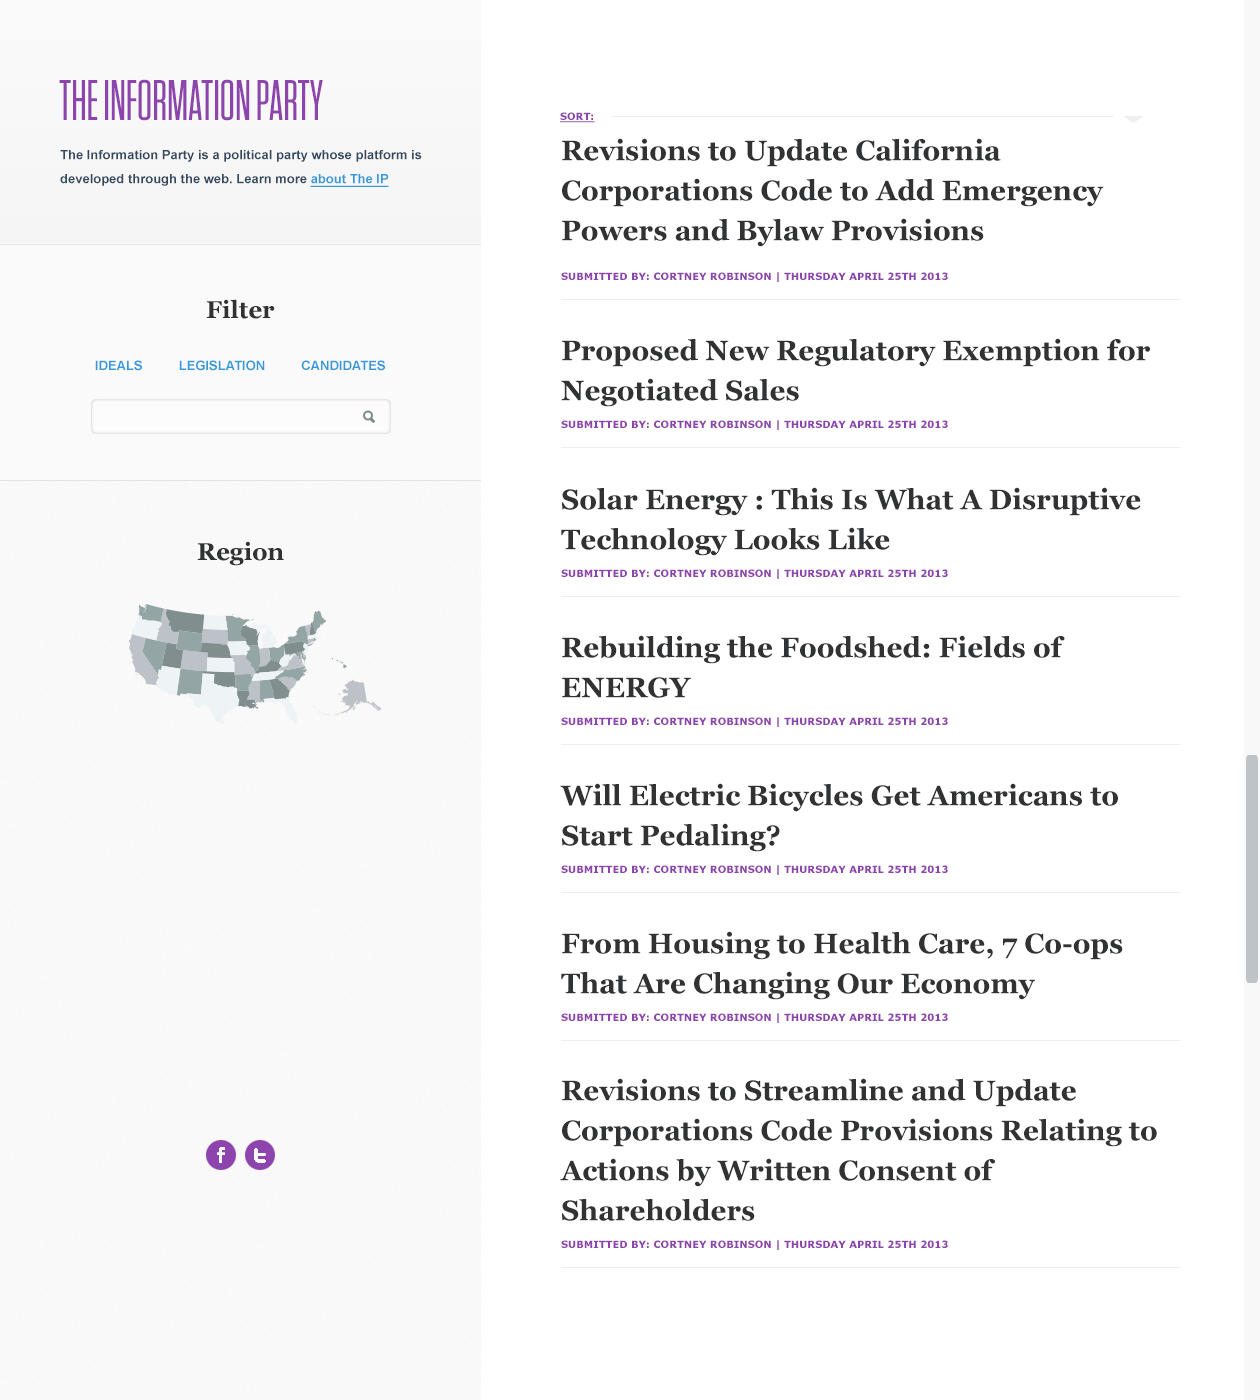 THE INFORMATION PARTY
The Information Party is a political party whose platform is
developed through the web. Learn more about The IP
Filter
IDEALS LEGISLATION CANDIDATES
Region
f t
SORT:
Revisions to Update California
Corporations Code to Add Emergency
Powers and Bylaw Provisions
SUBMITTED BY: CORTNEY ROBINSON | THURSDAY APRIL 25TH 2013
Proposed New Regulatory Exemption for
Negotiated Sales
SUBMITTED BY: CORTNEY ROBINSON | THURSDAY APRIL 25TH 2013
Solar Energy : This Is What A Disruptive
Technology Looks Like
SUBMITTED BY: CORTNEY ROBINSON | THURSDAY APRIL 25TH 2013
Rebuilding the Foodshed: Fields of
ENERGY
SUBMITTED BY: CORTNEY ROBINSON | THURSDAY APRIL 25TH 2013
Will Electric Bicycles Get Americans to
Start Pedaling?
SUBMITTED BY: CORTNEY ROBINSON | THURSDAY APRIL 25TH 2013
From Housing to Health Care, 7 Co-ops
That Are Changing Our Economy
SUBMITTED BY: CORTNEY ROBINSON | THURSDAY APRIL 25TH 2013
Revisions to Streamline and Update
Corporations Code Provisions Relating to
Actions by Written Consent of
Shareholders
SUBMITTED BY: CORTNEY ROBINSON | THURSDAY APRIL 25TH 2013